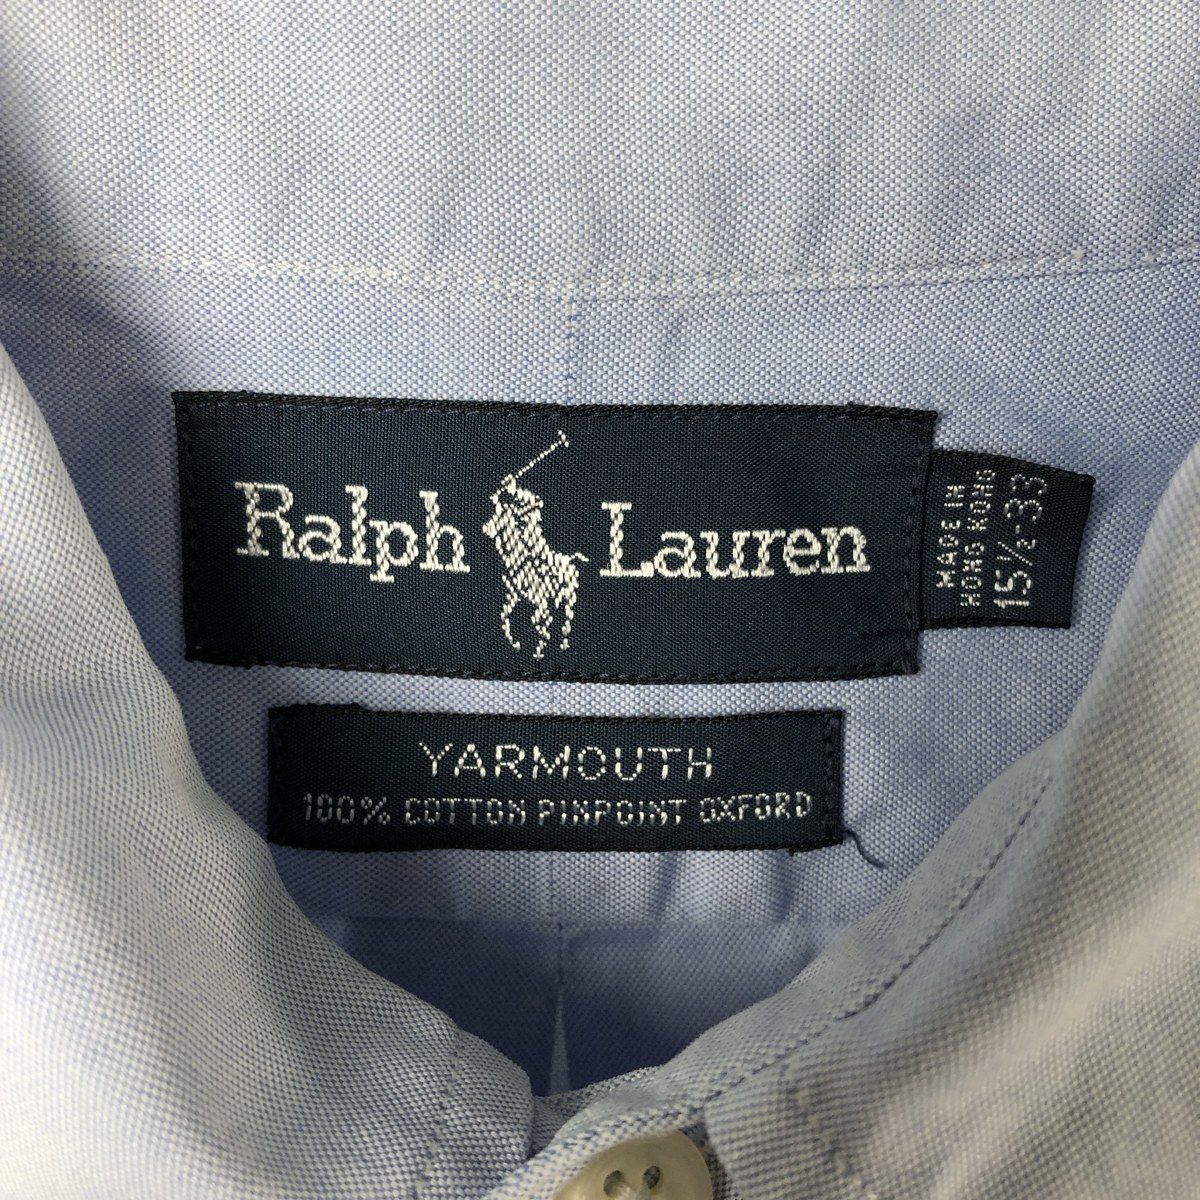 Ralph Lauren
MADE IN
HONG KONG
15½-33
YARMOUTH
100% COTTON PINPOINT OXFORD